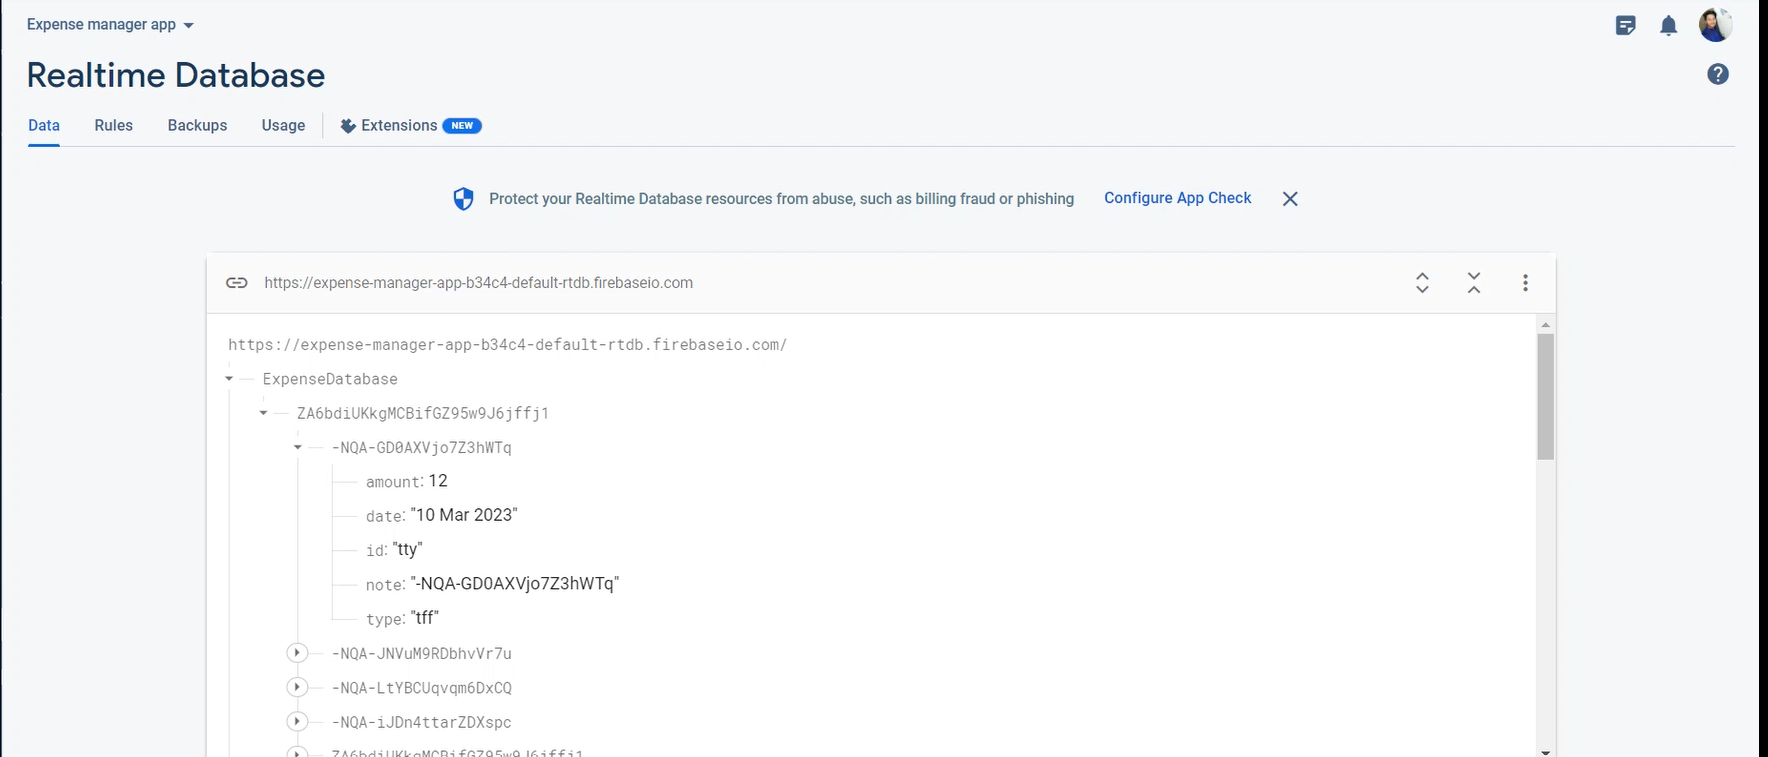 Expense manager app
Realtime Database
Data Rules Backups Usage Extensions NEW
Protect your Realtime Database resources from abuse, such as billing fraud or phishing Configure App Check
https://expense-manager-app-b34c4-default-rtdb.firebaseio.com
https://expense-manager-app-b34c4-default-rtdb.firebaseio.com/
ExpenseDatabase
ZA6bdiUKkgMCBifGZ95w9J6jffj1
-NQA-GD0AXVjo7Z3hWTq
amount: 12
date: "10 Mar 2023"
id: "tty"
note: "-NQA-GD0AXVjo7Z3hWTq"
type: "tff"
-NQA-JNVuM9RDbhvVr7u
-NQA-LtYBCUqvqm6DxCQ
-NQA-iJDn4ttarZDXspc
ZA6bdiUKkgMCBifGZ95w9J6jffj1